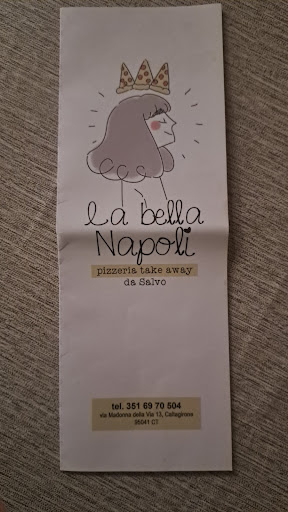 la bella
Napoli
pizzeria take away
da Salvo
tel. 351 69 70 504
via Madonna della Via 13, Caltagirone
95041 CT